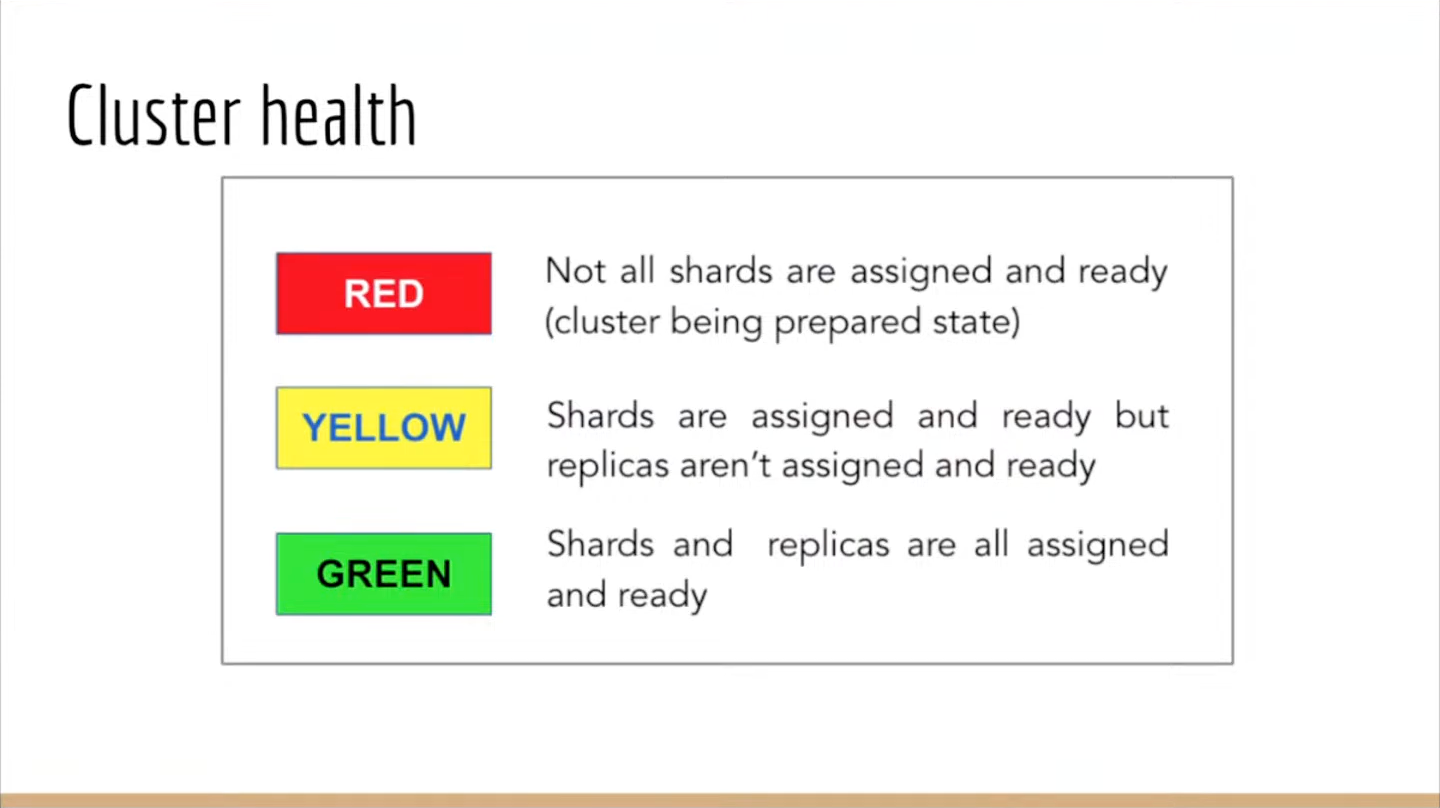 Cluster health
RED
Not all shards are assigned and ready
(cluster being prepared state)
YELLOW
Shards are assigned and ready but
replicas aren't assigned and ready
GREEN
Shards and replicas are all assigned
and ready